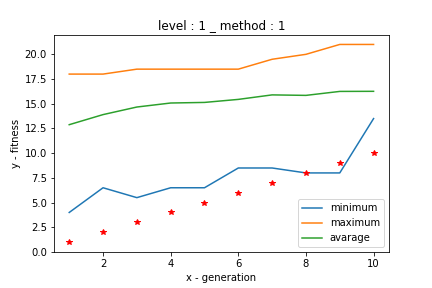 level : 1 _ method : 1
y - fitness
20.0
17.5
15.0
12.5
10.0
7.5
5.0
2.5
0.0
2 4 6 8 10
x - generation
minimum
maximum
avarage